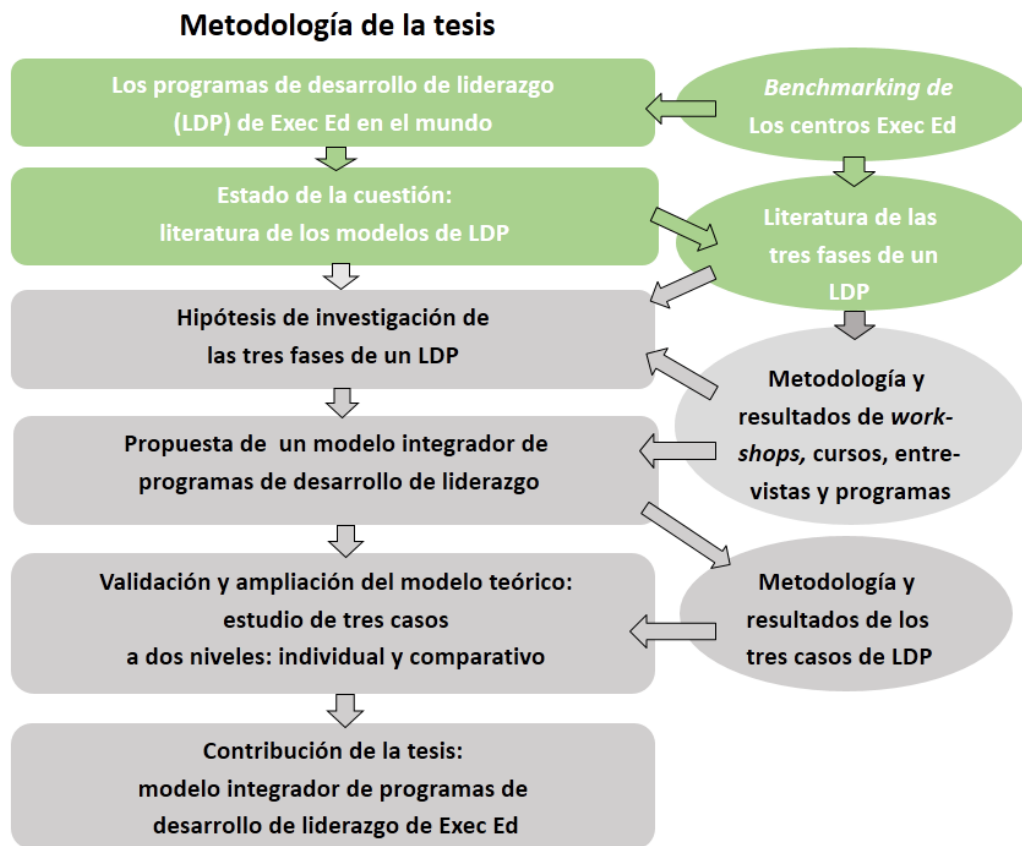 Metodología de la tesis
Los programas de desarrollo de liderazgo
(LDP) de Exec Ed en el mundo
Benchmarking de
Los centros Exec Ed
Estado de la cuestión:
literatura de los modelos de LDP
Literatura de las
tres fases de un
LDP
Hipótesis de investigación de
las tres fases de un LDP
Metodología y
resultados de work-
shops, cursos, entre-
vistas y programas
Propuesta de un modelo integrador de
programas de desarrollo de liderazgo
Validación y ampliación del modelo teórico:
estudio de tres casos
a dos niveles: individual y comparativo
Metodología y
resultados de los
tres casos de LDP
Contribución de la tesis:
modelo integrador de programas de
desarrollo de liderazgo de Exec Ed